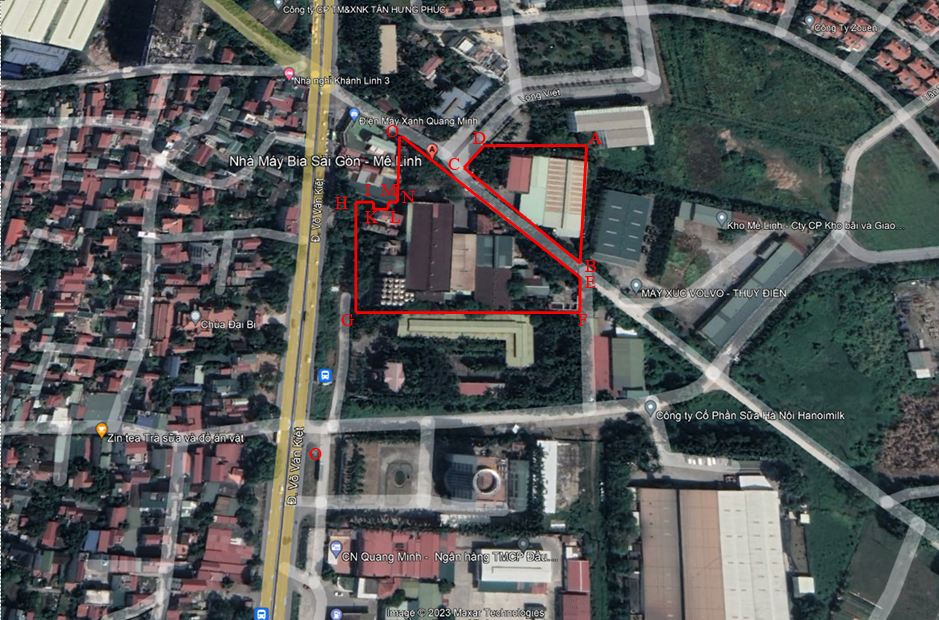 Công ty CP TM&XNK TÂN HƯNG PHÚC
Công Ty Zouen
Nhà nghỉ Khánh Linh 3
Long Việt
Điện Máy Xanh Quang Minh
O
D
A
A
Nhà Máy Bia Sài Gòn - Mê Linh
C
I
M
H
N
K
L
Đ. Võ Văn Kiệt
Kho Mê Linh - Cty CP Kho bãi và Giao...
B
E
MÁY XÚC VOLVO - THUỶ ĐIỂN
G
F
Chùa Đại Bi
Công ty Cổ Phần Sữa Hà Nội Hanoimilk
Zin tea Trà sữa và đồ ăn vặt
Đ. Võ Văn Kiệt
CN Quang Minh - Ngân hàng TMCP Đầu...
Image © 2023 Maxar Technologies